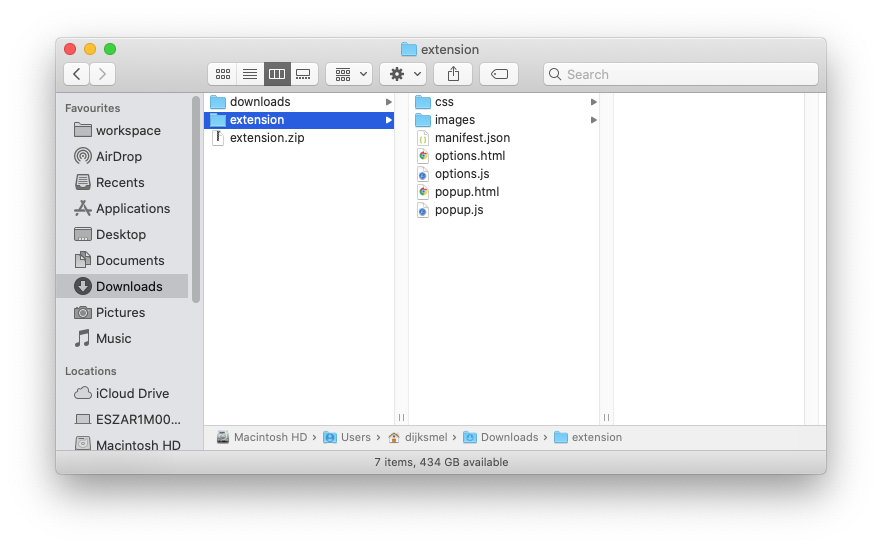 extension
Search
Favourites
workspace
AirDrop
Recents
Applications
Desktop
Documents
Downloads
Pictures
Music
Locations
iCloud Drive
ESZAR1M00...
Macintosh HD
downloads
extension
extension.zip
css
images
manifest.json
options.html
options.js
popup.html
popup.js
Macintosh HD › Users › dijksmel › Downloads › extension
7 items, 434 GB available